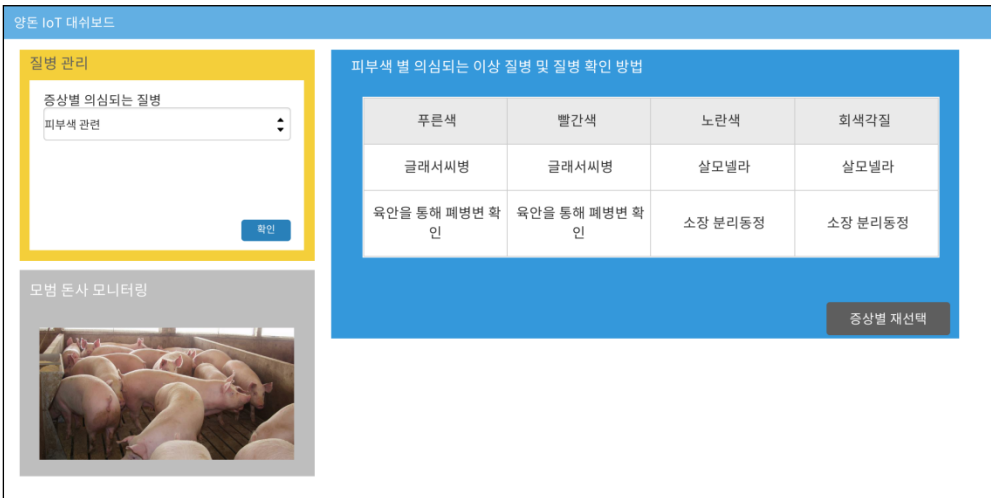 양돈 IoT 대쉬보드
질병 관리
증상별 의심되는 질병
피부색 관련
확인
모범 돈사 모니터링
피부색 별 의심되는 이상 질병 및 질병 확인 방법
푸른색 빨간색 노란색 회색각질
글래서씨병 글래서씨병 살모넬라 살모넬라
육안을 통해 폐병변 확 육안을 통해 폐병변 확 소장 분리동정 소장 분리동정
인 인
증상별 재선택